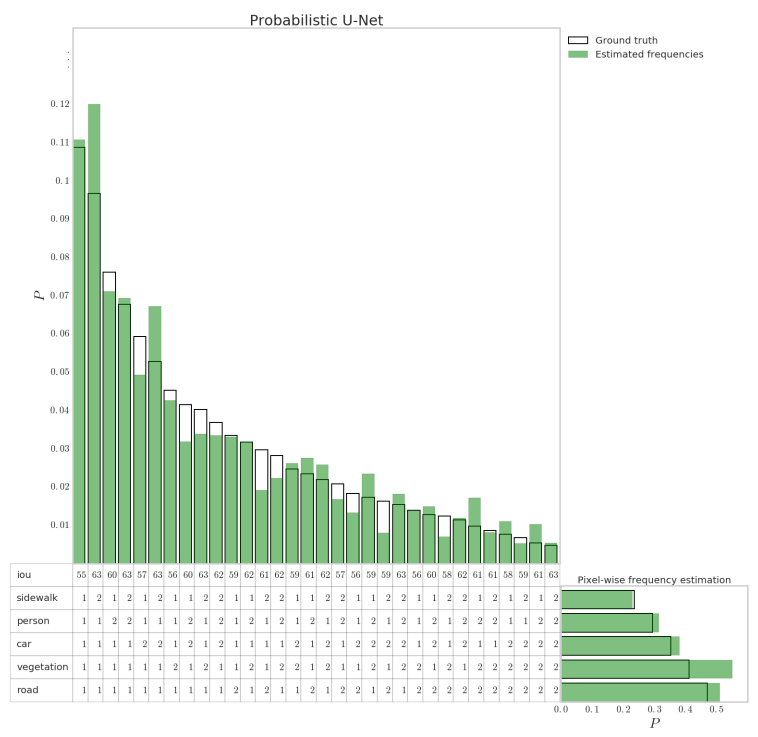 Probabilistic U-Net
Ground truth
Estimated frequencies
0.12
0.11
0.1
0.09
0.08
0.07
0.06
0.05
0.04
0.03
0.02
0.01
P
iou 55 63 60 63 57 63 56 60 63 62 59 62 61 62 59 61 62 57 56 59 59 63 56 60 58 62 61 61 58 59 61 63
Pixel-wise frequency estimation
sidewalk 1 2 1 2 1 2 1 1 2 2 1 1 2 2 1 1 2 2 1 1 2 2 1 1 2 2 1 2 1 2 1 2
person 1 1 2 2 1 1 1 2 1 2 1 2 1 2 1 2 1 2 1 2 1 2 1 2 1 2 2 2 1 1 2 2
car 1 1 1 1 2 2 1 2 1 2 1 1 1 1 2 1 2 1 2 2 2 2 1 2 1 2 1 1 2 2 2 2
vegetation 1 1 1 1 1 1 2 1 2 1 1 2 1 2 2 1 2 1 1 2 1 2 2 1 2 1 2 2 2 2 2 2
road 1 1 1 1 1 1 1 1 1 1 2 1 2 1 1 2 1 2 2 1 2 1 2 2 2 2 2 2 2 2 2 2
0.0 0.1 0.2 0.3 0.4 0.5
P